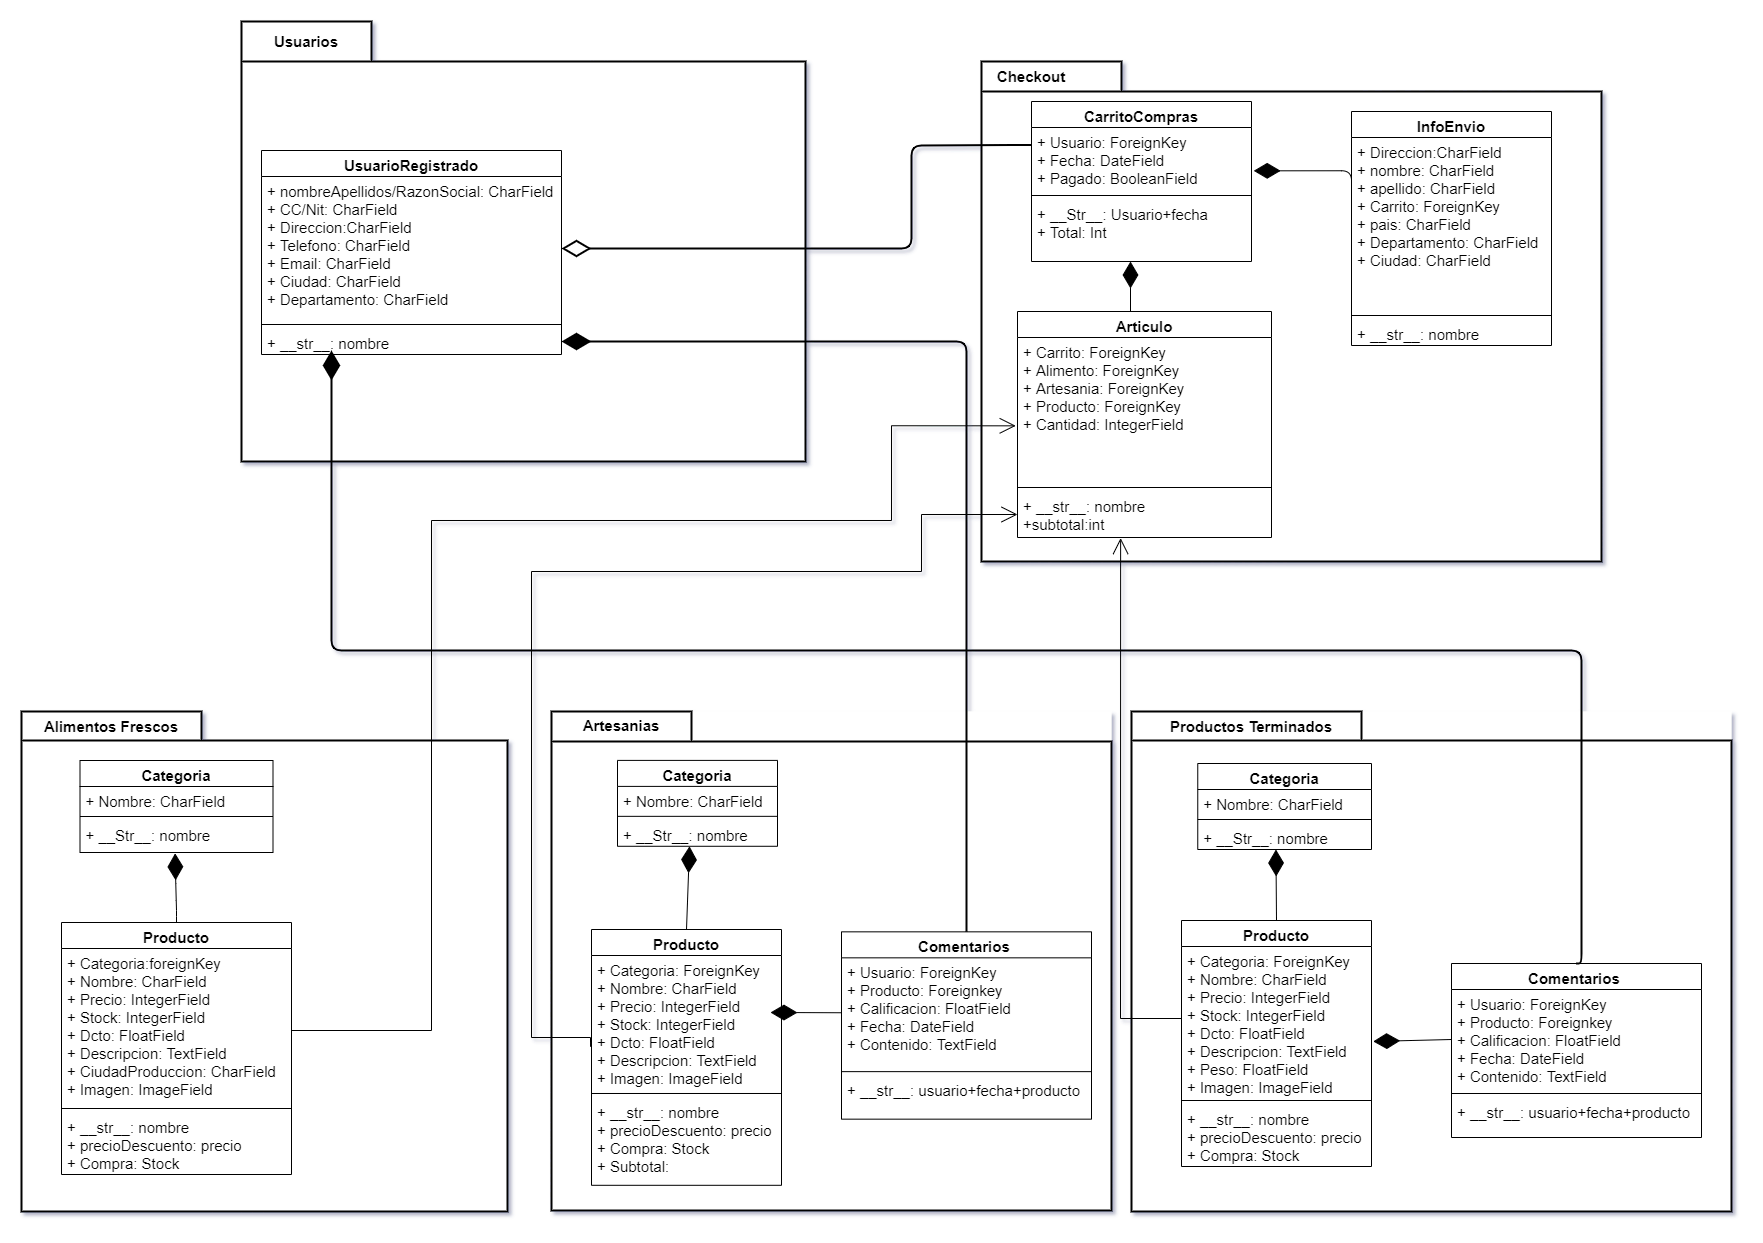 Usuarios
UsuarioRegistrado
+ nombreApellidos/RazonSocial: CharField
+ CC/Nit: CharField
+ Direccion:CharField
+ Telefono: CharField
+ Email: CharField
+ Ciudad: CharField
+ Departamento: CharField
+ __str__: nombre
Checkout
CarritoCompras
+ Usuario: ForeignKey
+ Fecha: DateField
+ Pagado: BooleanField
+ __Str__: Usuario+fecha
+ Total: Int
InfoEnvio
+ Direccion:CharField
+ nombre: CharField
+ apellido: CharField
+ Carrito: ForeignKey
+ pais: CharField
+ Departamento: CharField
+ Ciudad: CharField
+ __str__: nombre
Articulo
+ Carrito: ForeignKey
+ Alimento: ForeignKey
+ Artesania: ForeignKey
+ Producto: ForeignKey
+ Cantidad: IntegerField
+ __str__: nombre
+subtotal:int
Alimentos Frescos
Categoria
+ Nombre: CharField
+ __Str__: nombre
Producto
+ Categoria:foreignKey
+ Nombre: CharField
+ Precio: IntegerField
+ Stock: IntegerField
+ Dcto: FloatField
+ Descripcion: TextField
+ CiudadProduccion: CharField
+ Imagen: ImageField
+ __str__: nombre
+ precioDescuento: precio
+ Compra: Stock
Artesanias
Categoria
+ Nombre: CharField
+ __Str__: nombre
Producto
+ Categoria: ForeignKey
+ Nombre: CharField
+ Precio: IntegerField
+ Stock: IntegerField
+ Dcto: FloatField
+ Descripcion: TextField
+ Imagen: ImageField
+ __str__: nombre
+ precioDescuento: precio
+ Compra: Stock
+ Subtotal:
Comentarios
+ Usuario: ForeignKey
+ Producto: Foreignkey
+ Calificacion: FloatField
+ Fecha: DateField
+ Contenido: TextField
+ __str__: usuario+fecha+producto
Productos Terminados
Categoria
+ Nombre: CharField
+ __Str__: nombre
Producto
+ Categoria: ForeignKey
+ Nombre: CharField
+ Precio: IntegerField
+ Stock: IntegerField
+ Dcto: FloatField
+ Descripcion: TextField
+ Peso: FloatField
+ Imagen: ImageField
+ __str__: nombre
+ precioDescuento: precio
+ Compra: Stock
Comentarios
+ Usuario: ForeignKey
+ Producto: Foreignkey
+ Calificacion: FloatField
+ Fecha: DateField
+ Contenido: TextField
+ __str__: usuario+fecha+producto